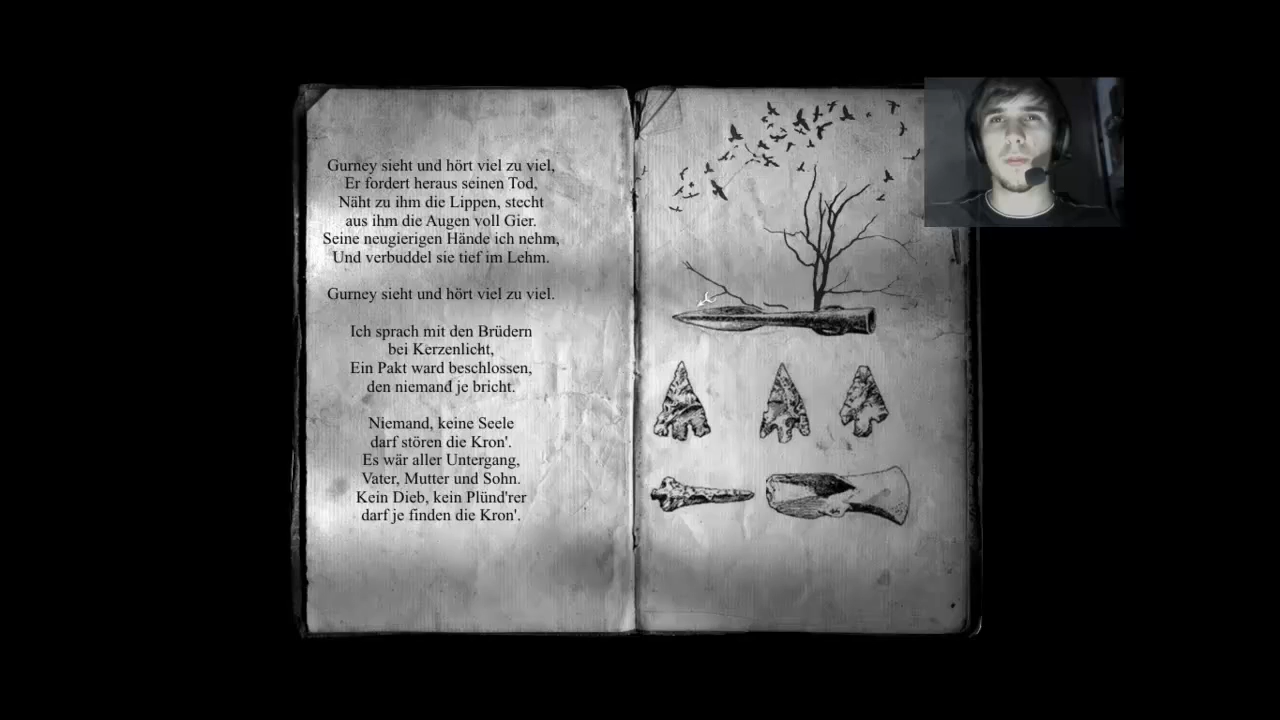 Gurney sieht und hört viel zu viel,
Er fordert heraus seinen Tod,
Näht zu ihm die Lippen, stecht
aus ihm die Augen voll Gier.
Seine neugierigen Hände ich nehm,
Und verbuddel sie tief im Lehm.
Gurney sieht und hört viel zu viel.
Ich sprach mit den Brüdern
bei Kerzenlicht,
Ein Pakt ward beschlossen,
den niemand je bricht.
Niemand, keine Seele
darf stören die Kron'.
Es wär aller Untergang,
Vater, Mutter und Sohn.
Kein Dieb, kein Plünd'rer
darf je finden die Kron'.